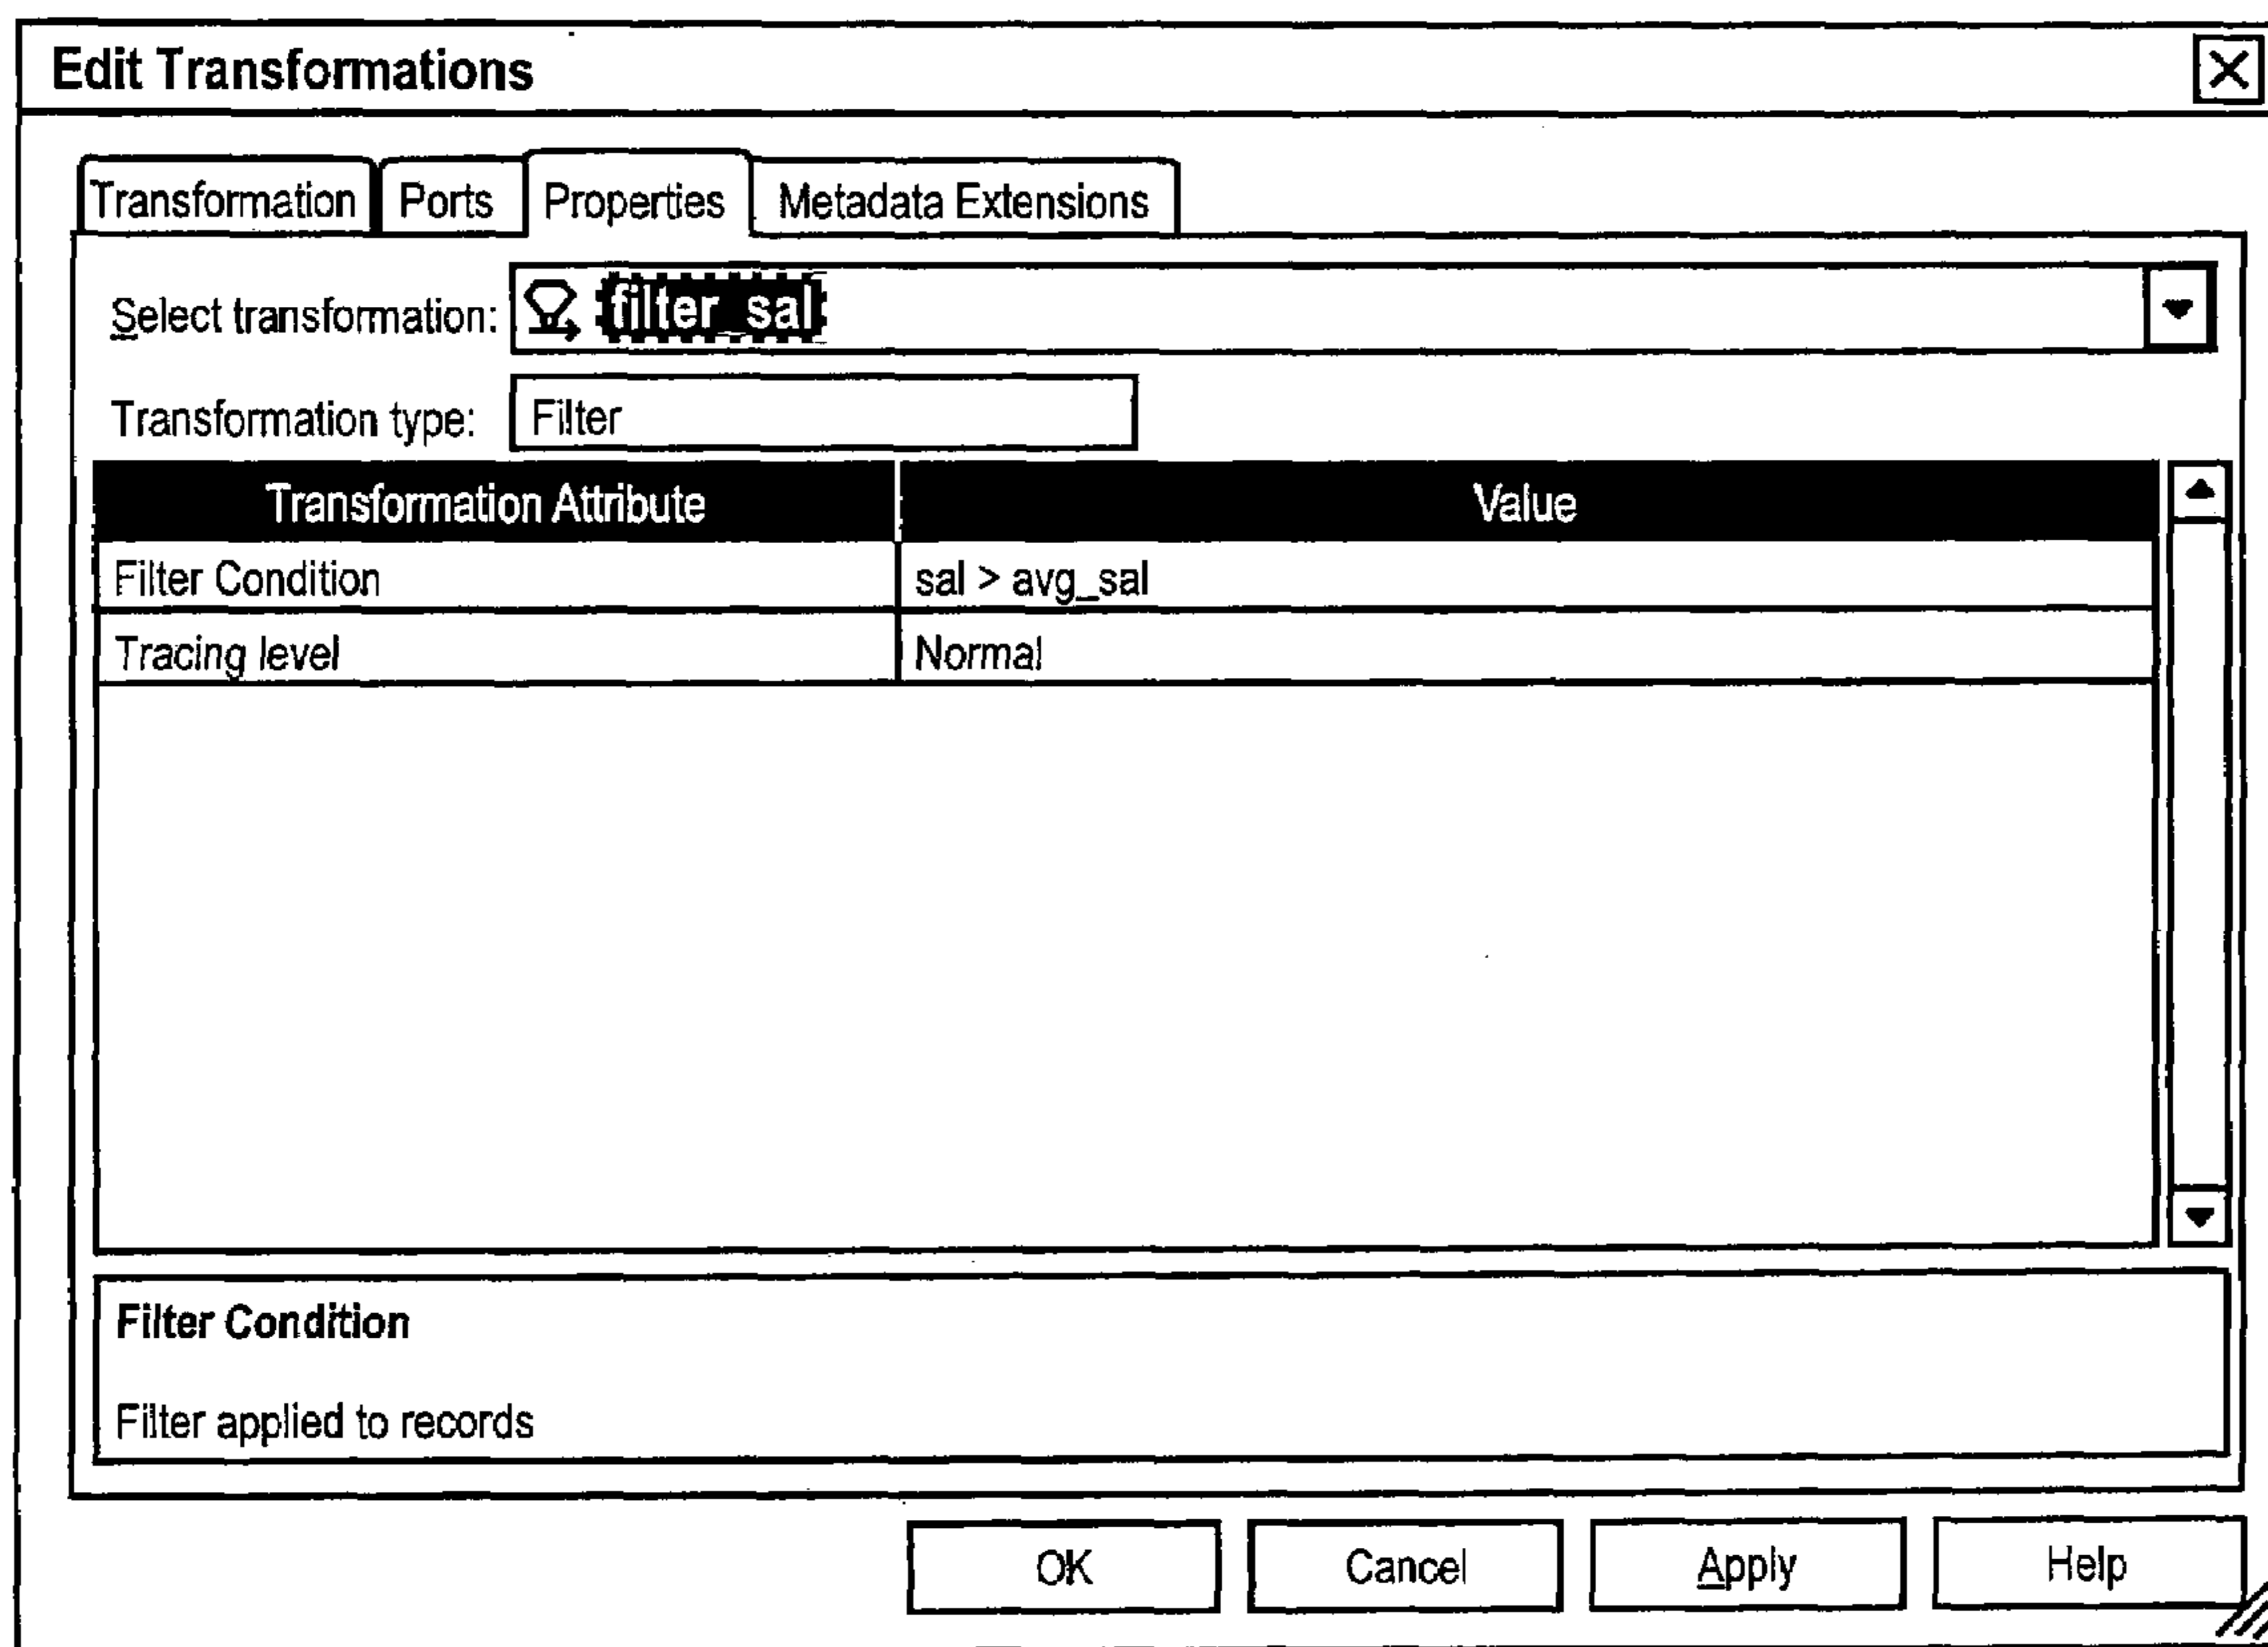 Edit Transformations
Transformation Ports Properties Metadata Extensions
Select transformation: filter_sal
Transformation type: Filter
Transformation Attribute Value
Filter Condition sal > avg_sal
Tracing level Normal
Filter Condition
Filter applied to records
OK Cancel Apply Help